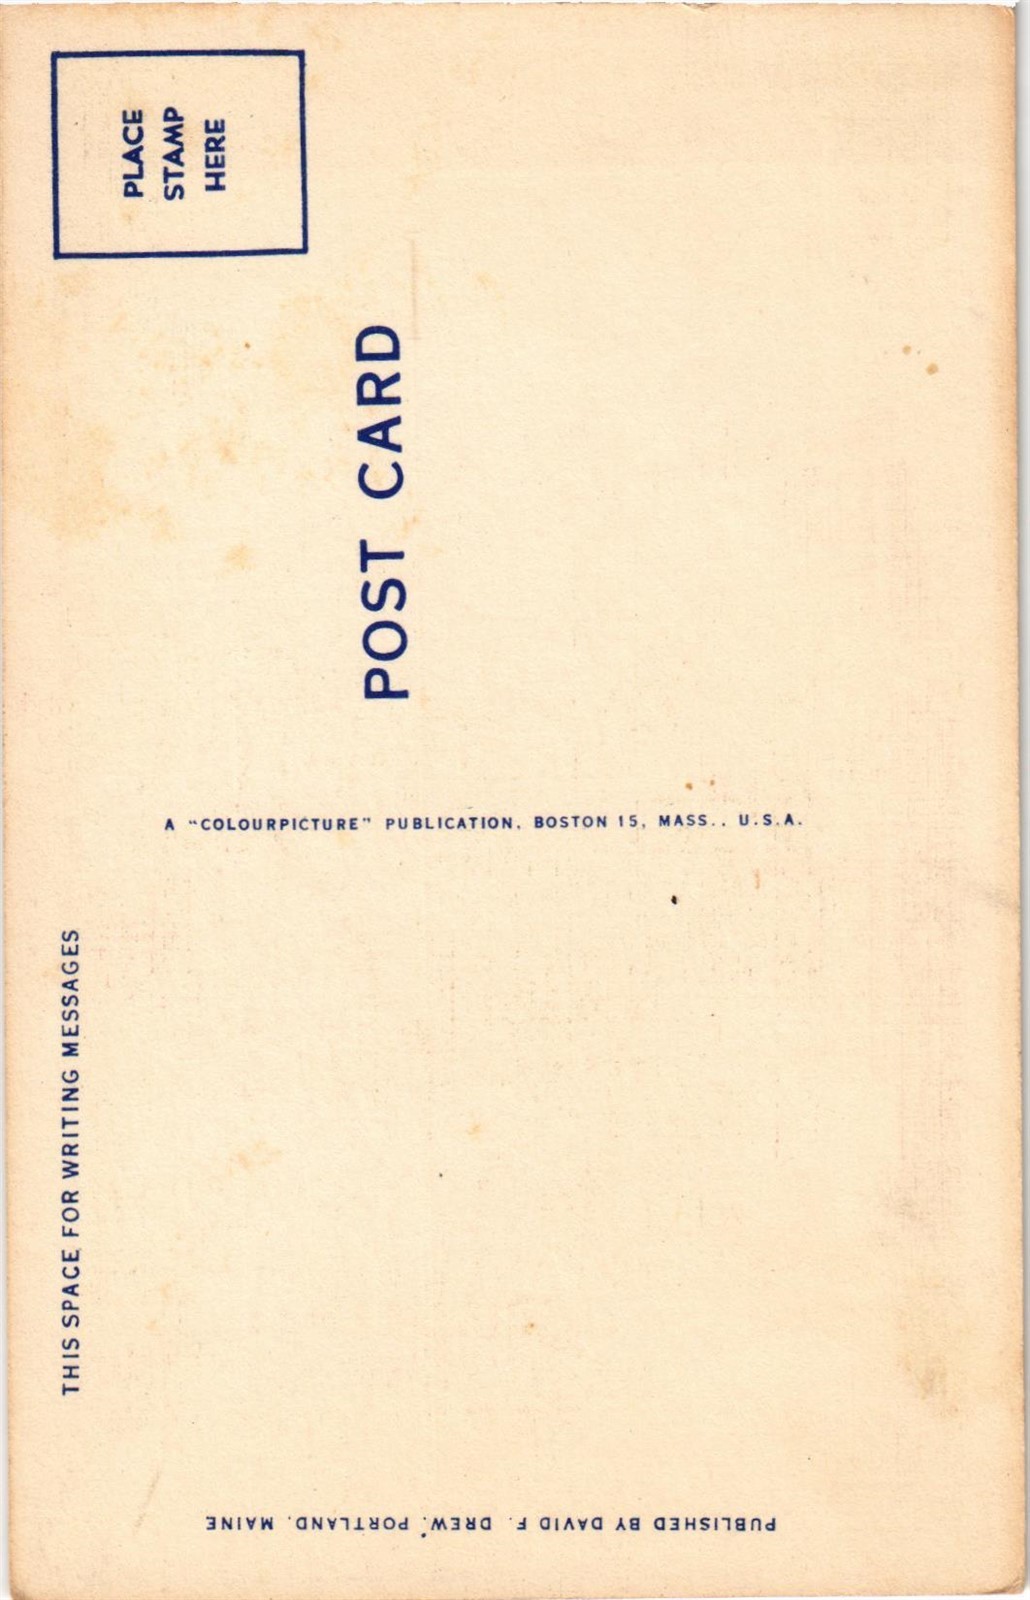 PLACE
STAMP
HERE
POST CARD
A "COLOURPICTURE" PUBLICATION, BOSTON 15, MASS., U.S.A.
THIS SPACE FOR WRITING MESSAGES
PUBLISHED BY DAVID F. DREW, PORTLAND, MAINE